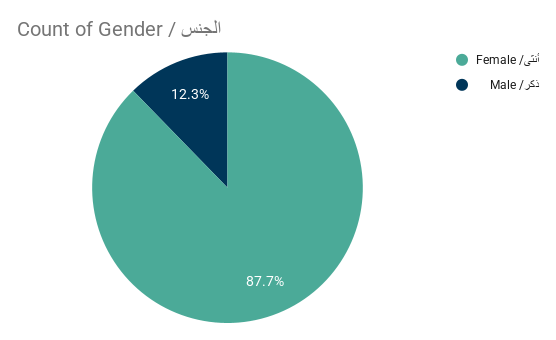 Count of Gender / الجنس
Female /أنثى
Male /ذكر
12.3%
87.7%